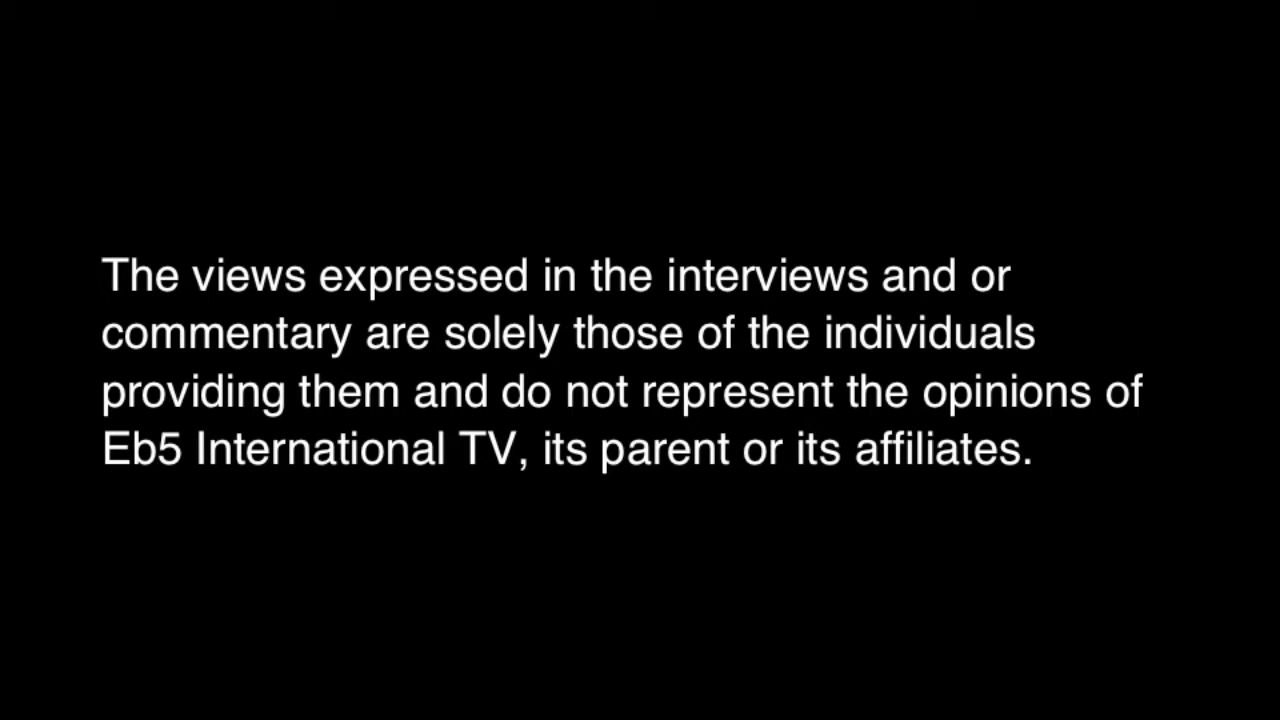 The views expressed in the interviews and or
commentary are solely those of the individuals
providing them and do not represent the opinions of
Eb5 International TV, its parent or its affiliates.